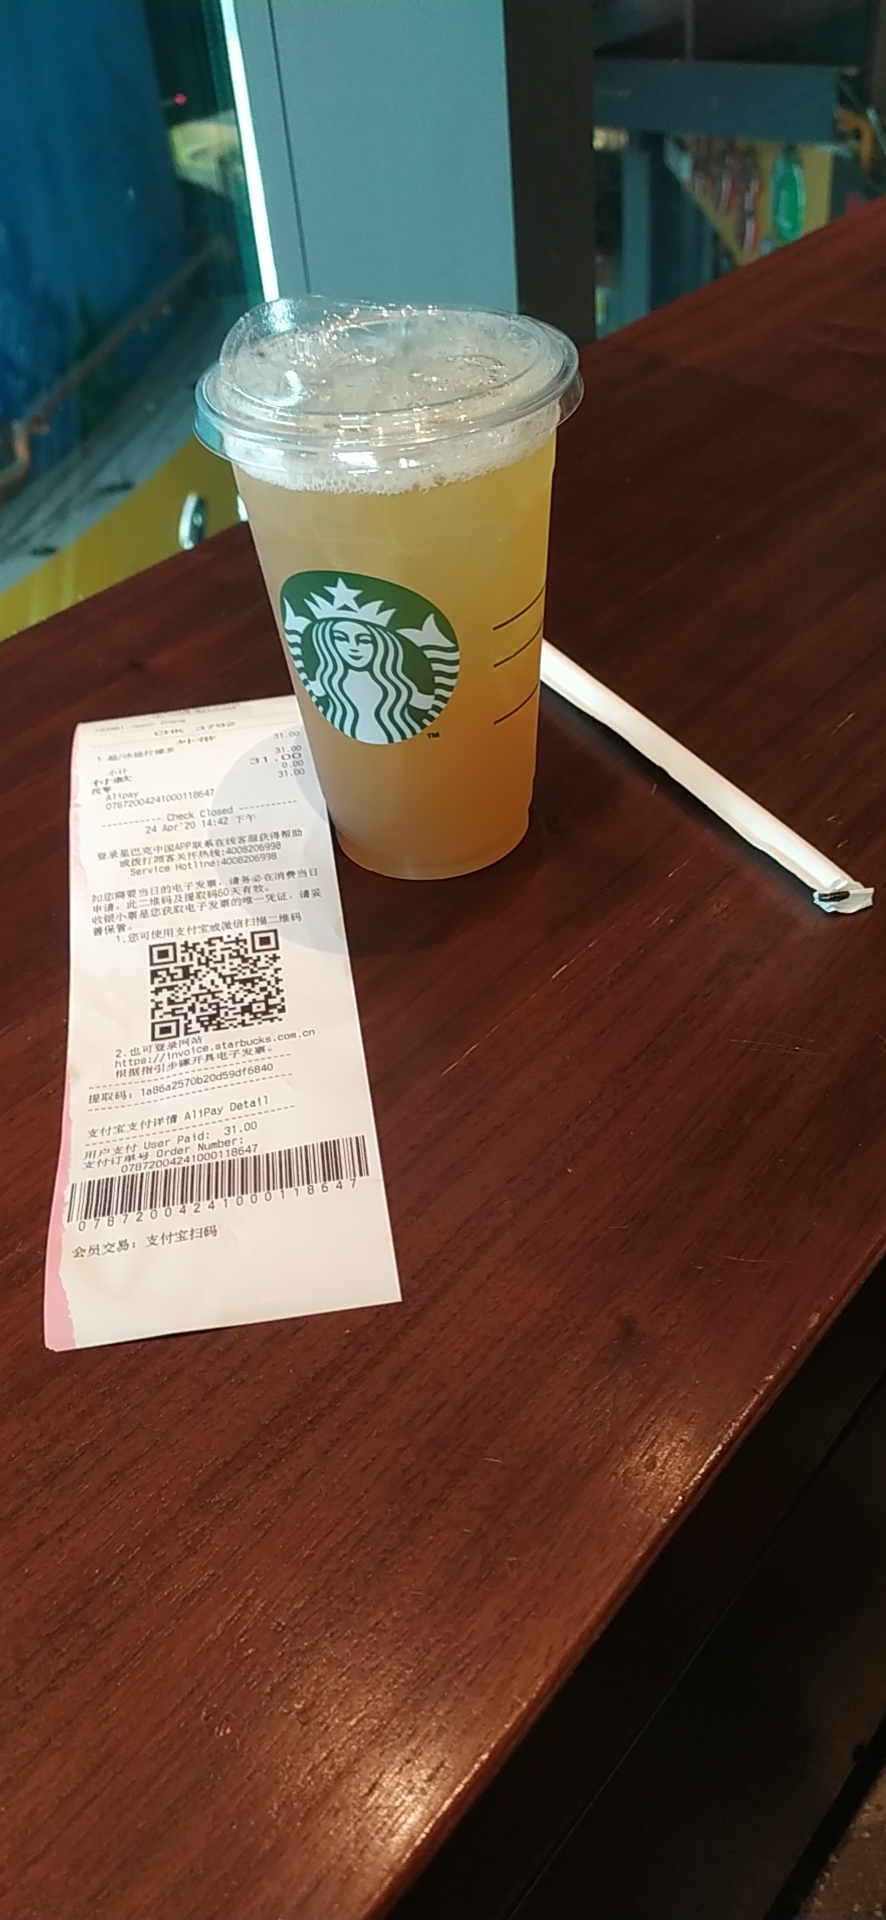 CHK 3792
外带
31.00
小计
31.00
31.00
找零
0.00
Alipay
31.00
07872004241000118647
----------- Check Closed -----------
24 Apr'20 14:42 下午
登录星巴克中国APP联系在线客服获得帮助
或拨打顾客关怀热线:4008206998
Service Hotline:4008206998
如您需要当日的电子发票，请务必在消费当日
申请，此二维码及提取码60天有效。
收银小票是您获取电子发票的唯一凭证，请妥
善保管。
1.您可使用支付宝或微信扫描二维码
2.也可登录网站
https://invoice.starbucks.com.cn
根据指引步骤开具电子发票。
提取码：1a86a2570b20d59df6840
支付宝支付详情 AliPay Detail
用户支付 User Paid: 31.00
支付订单号 Order Number:
07872004241000118647
07872004241000118647
会员交易：支付宝扫码
TM